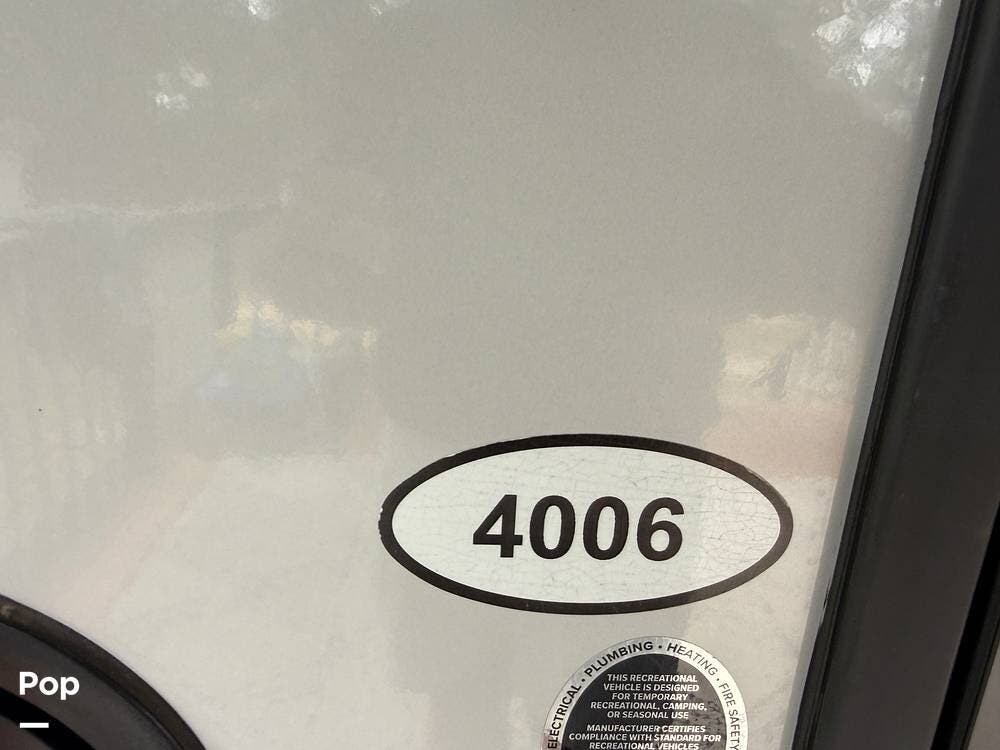 4006
ELECTRICAL • PLUMBING • HEATING • FIRE SAFETY
THIS RECREATIONAL
VEHICLE IS DESIGNED
FOR TEMPORARY
RECREATIONAL, CAMPING,
OR SEASONAL USE
MANUFACTURER CERTIFIES
COMPLIANCE WITH STANDARD FOR
RECREATIONAL VEHICLES
Pop